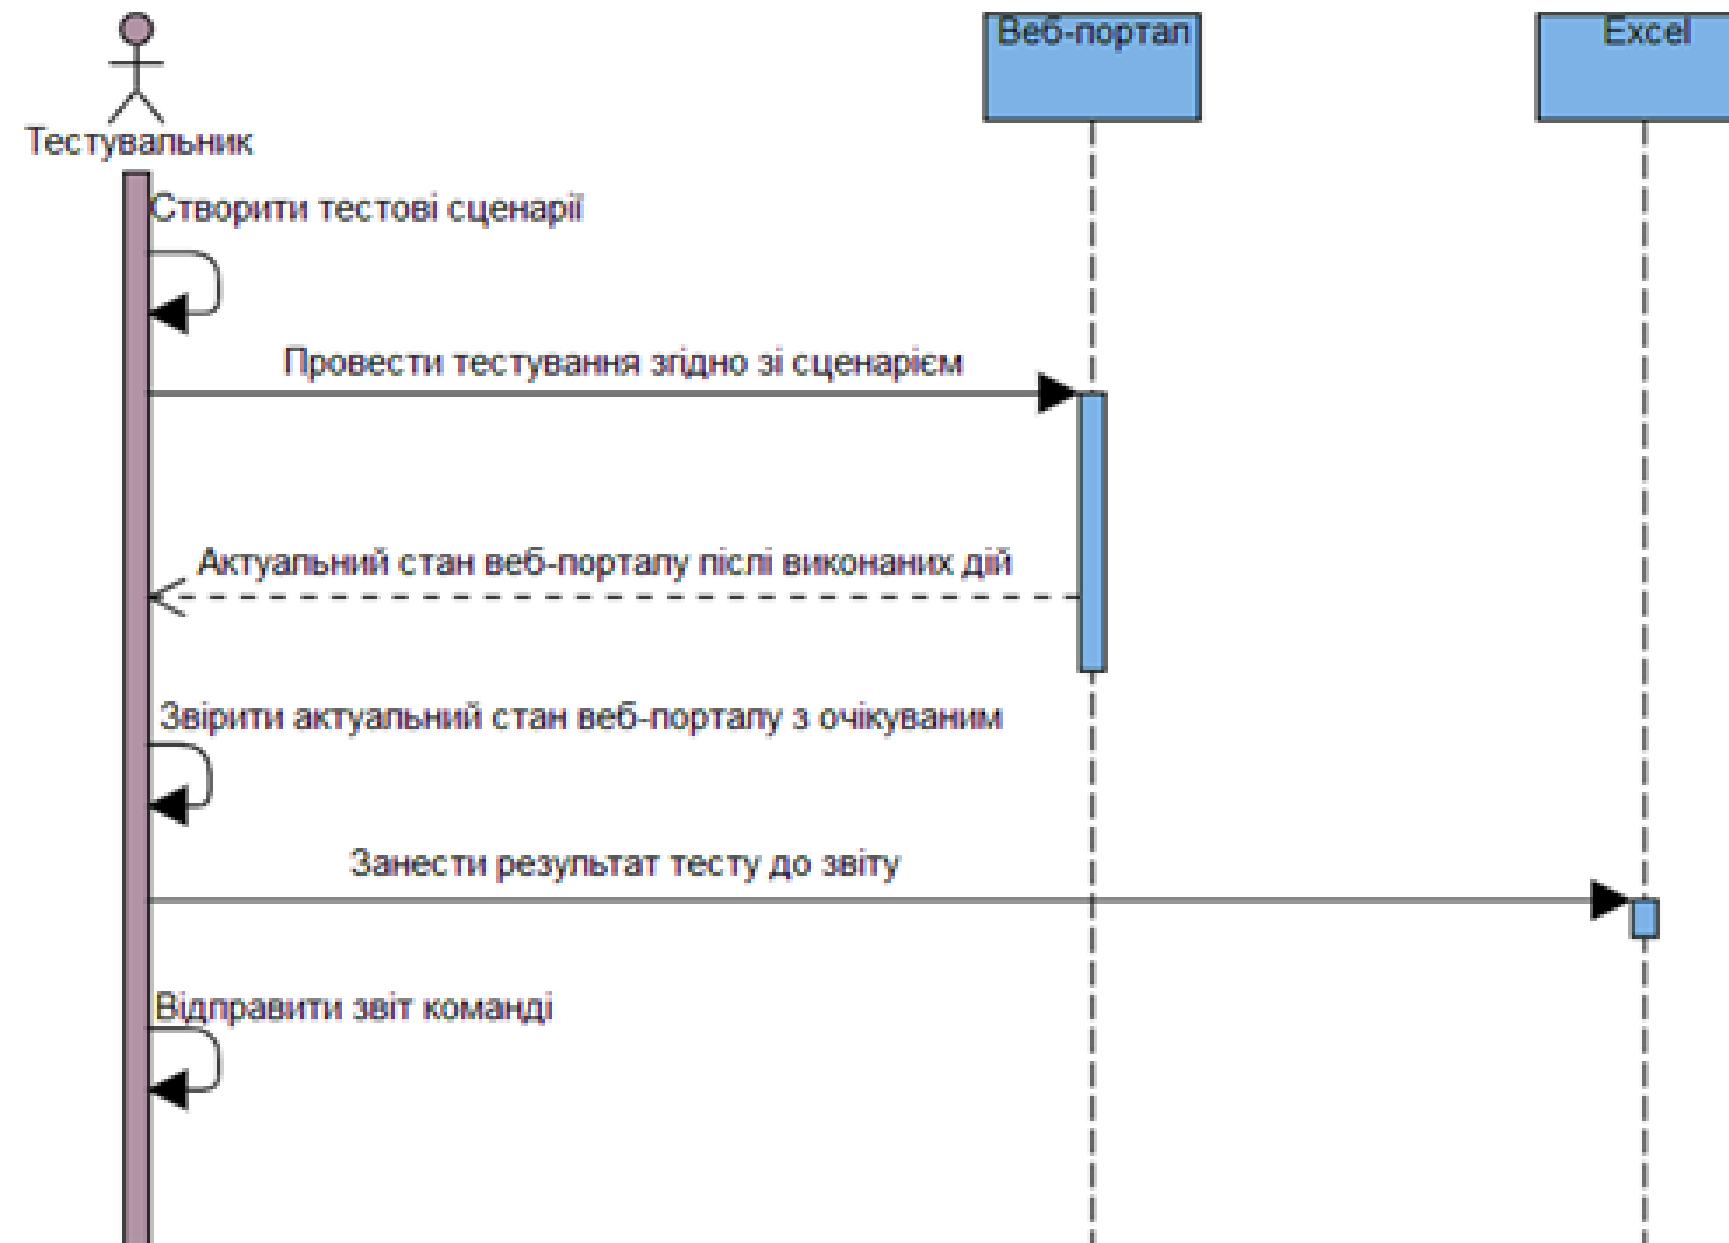 Веб-портал
Excel
Тестувальник
Створити тестові сценарії
Провести тестування згідно зі сценарієм
Актуальний стан веб-порталу післі виконаних дій
Звірити актуальний стан веб-порталу з очікуваним
Занести результат тесту до звіту
Відправити звіт команді